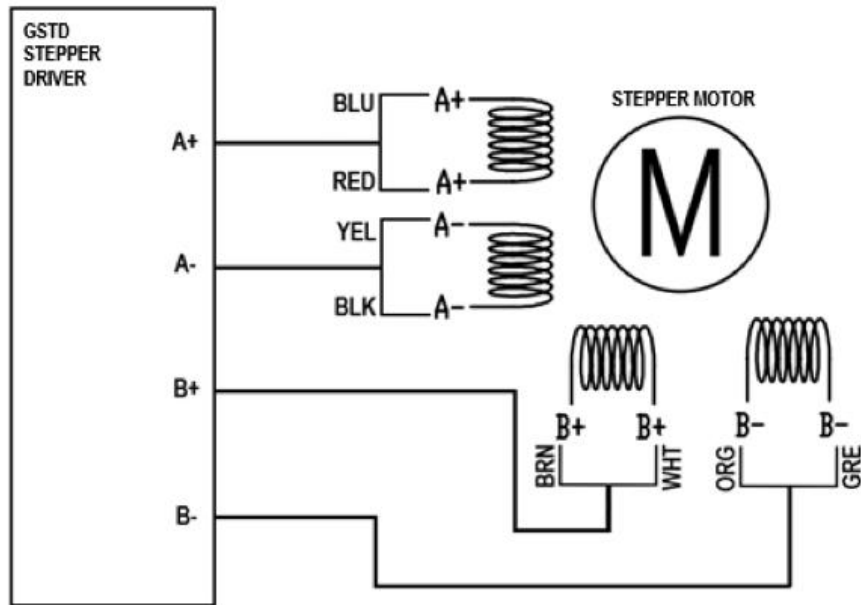 GSTD
STEPPER
DRIVER
STEPPER MOTOR
M
A+
BLU
A+
RED
A+
A-
YEL
A-
BLK
A-
B+
B+
B+
BRN
WHT
B-
B-
B-
ORG
GRE